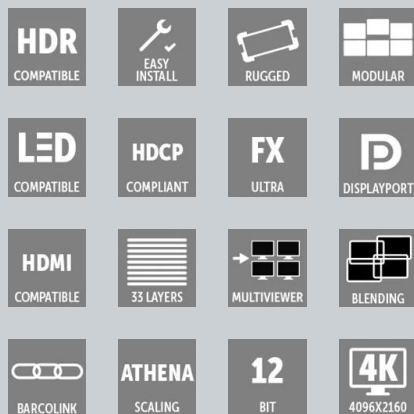 HDR
COMPATIBLE
EASY
INSTALL
RUGGED
MODULAR
LED
COMPATIBLE
HDCP
COMPLIANT
FX
ULTRA
DISPLAYPORT
HDMI
COMPATIBLE
33 LAYERS
MULTIVIEWER
BLENDING
BARCOLINK
ATHENA
SCALING
12
BIT
4K
4096X2160